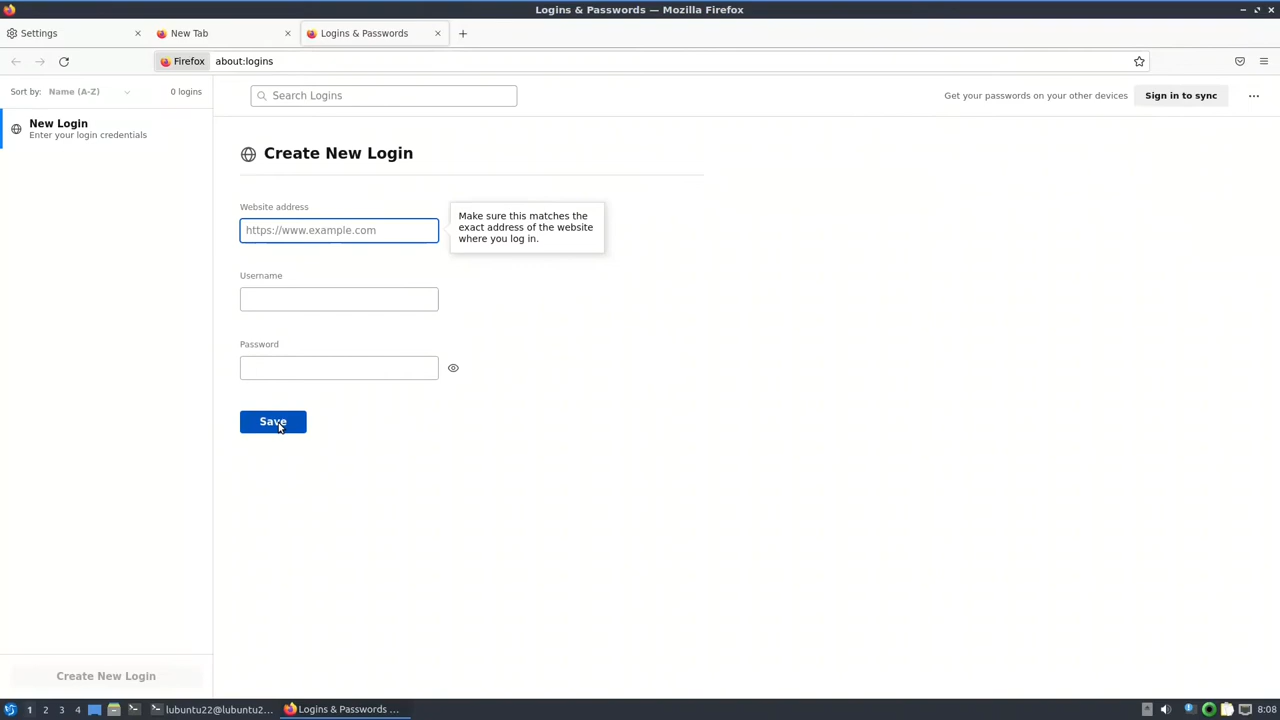 Logins & Passwords — Mozilla Firefox
Settings
New Tab
Logins & Passwords
Firefox
about:logins
Sort by: Name (A-Z)
0 logins
Search Logins
Get your passwords on your other devices
Sign in to sync
New Login
Enter your login credentials
Create New Login
Website address
https://www.example.com
Make sure this matches the
exact address of the website
where you log in.
Username
Password
Save
Create New Login
1 2 3 4
lubuntu22@lubuntu2...
Logins & Passwords ...
8:08